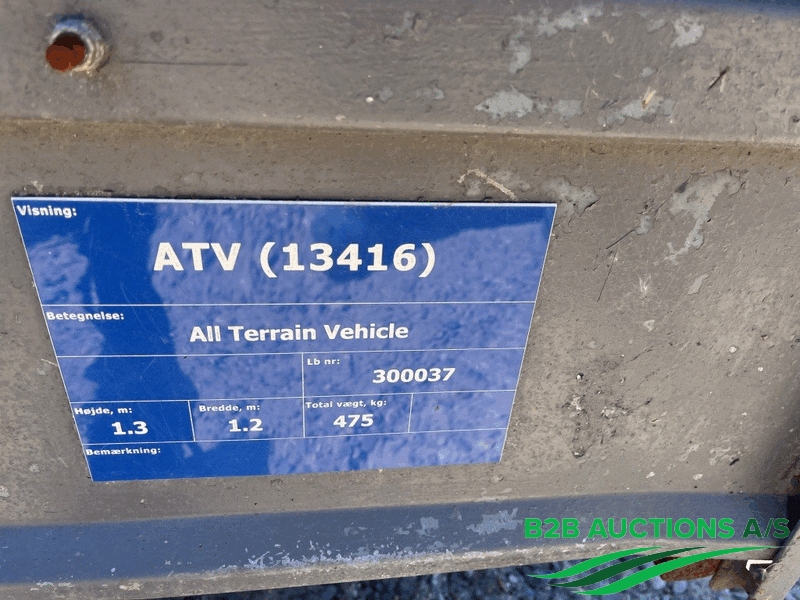 Visning:
ATV (13416)
Betegnelse:
All Terrain Vehicle
Lb nr:
300037
Højde, m:
1.3
Bredde, m:
1.2
Total vægt, kg:
475
Bemærkning:
B2B AUCTIONS A/S